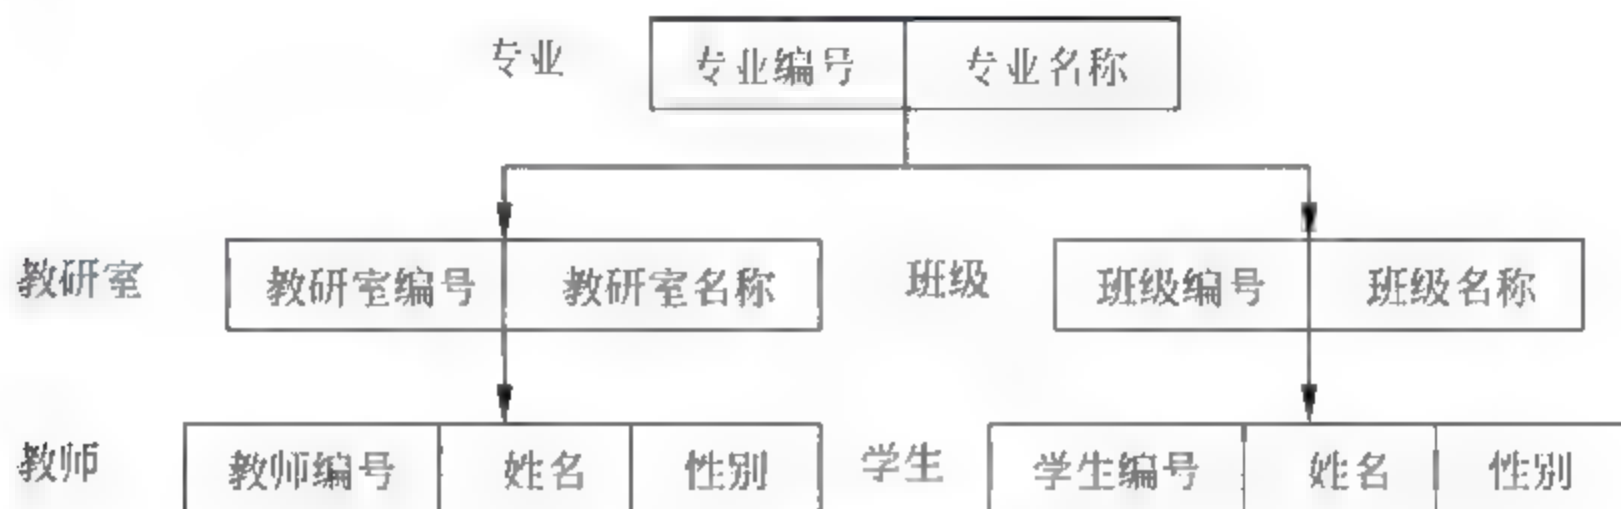 专业 专业编号 专业名称
教研室 教研室编号 教研室名称 班级 班级编号 班级名称
教师 教师编号 姓名 性别 学生 学生编号 姓名 性别